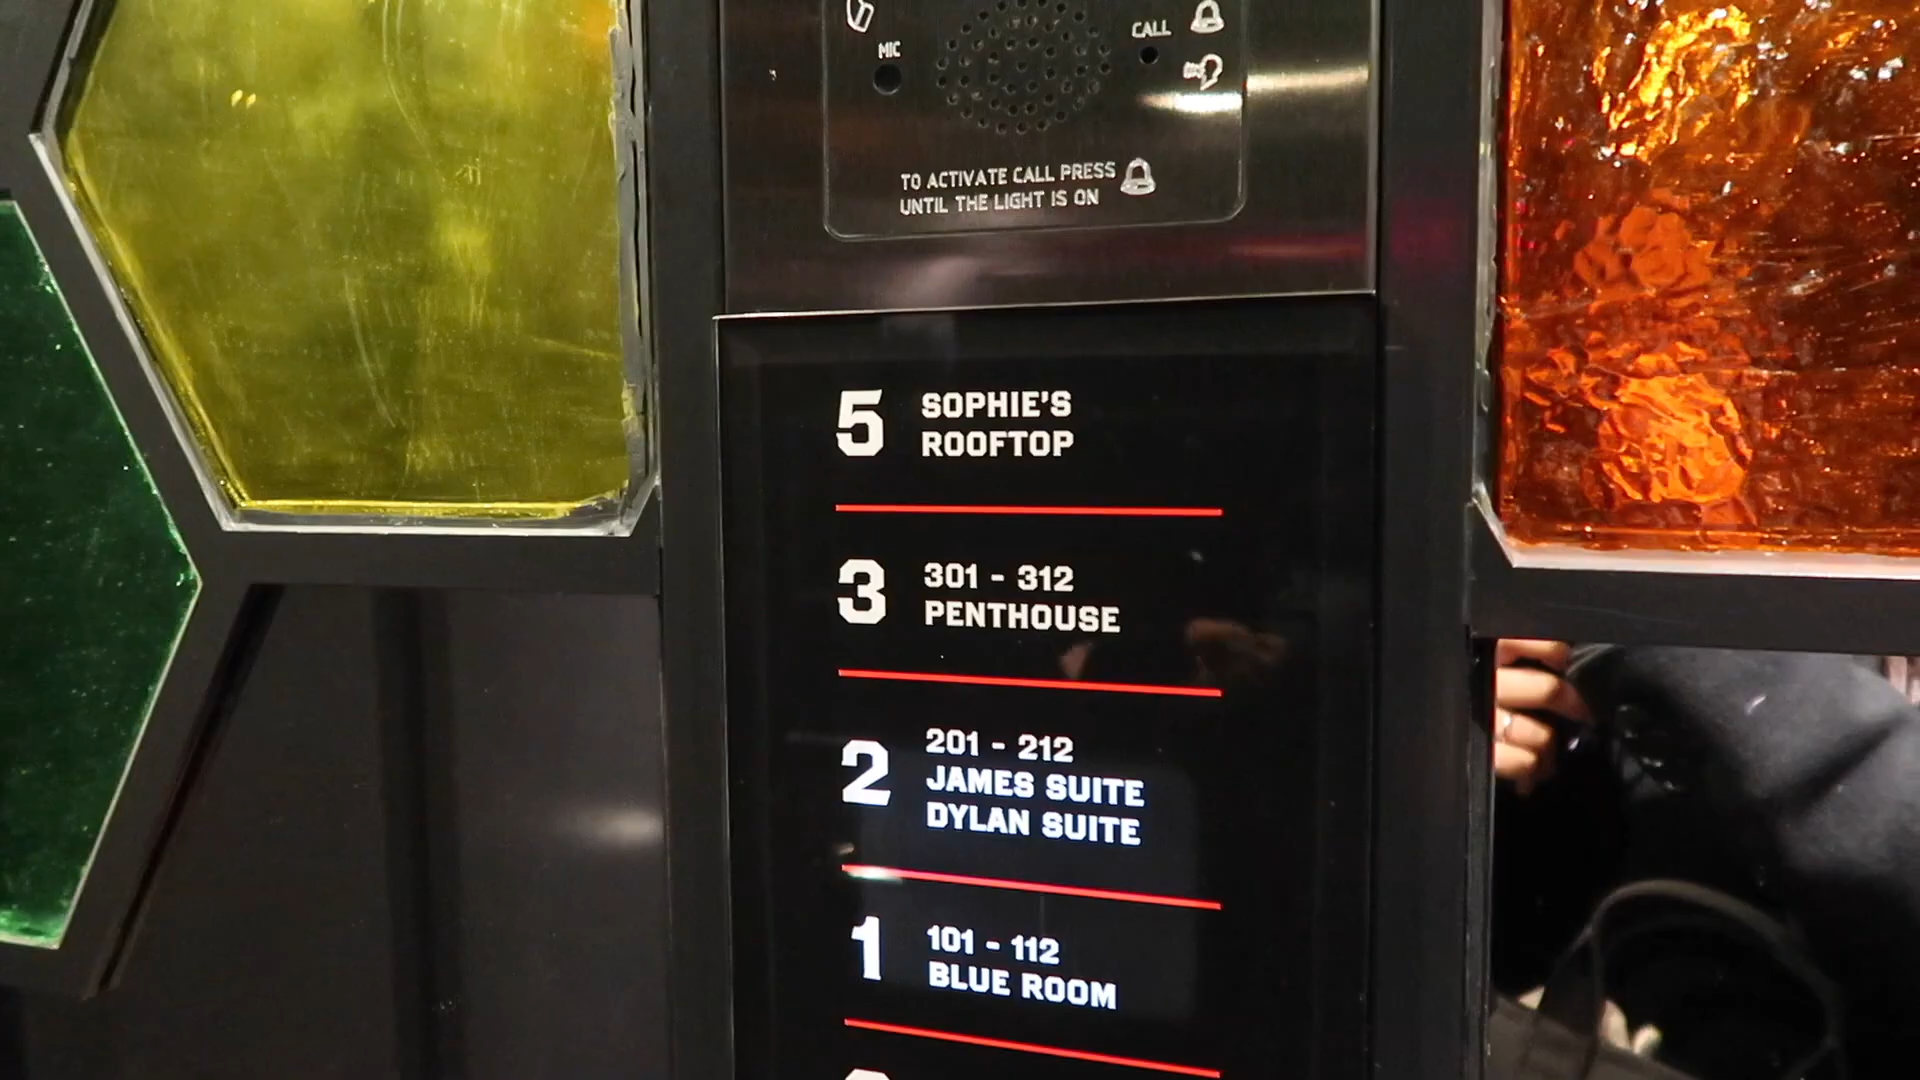 MIC
CALL
TO ACTIVATE CALL PRESS
UNTIL THE LIGHT IS ON
5 SOPHIE'S
ROOFTOP
3 301 - 312
PENTHOUSE
2 201 - 212
JAMES SUITE
DYLAN SUITE
1 101 - 112
BLUE ROOM